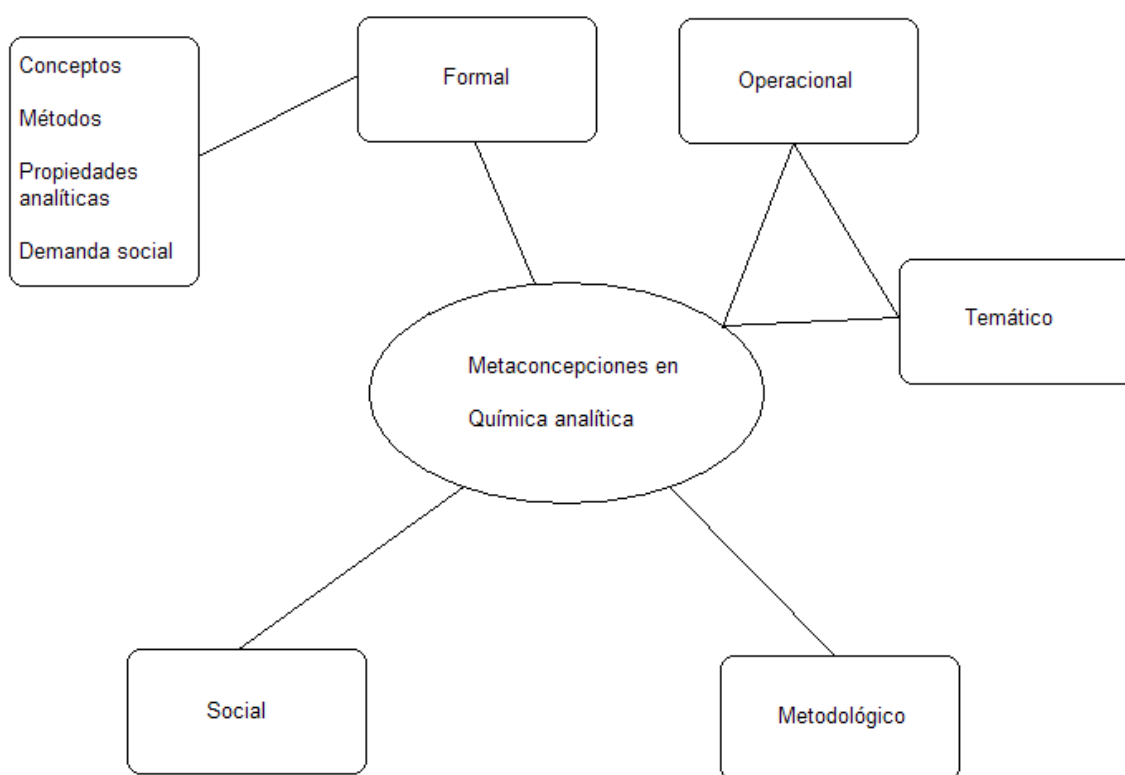 Conceptos
Métodos
Propiedades
analíticas
Demanda social
Formal
Operacional
Temático
Metaconcepciones en
Química analítica
Social
Metodológico